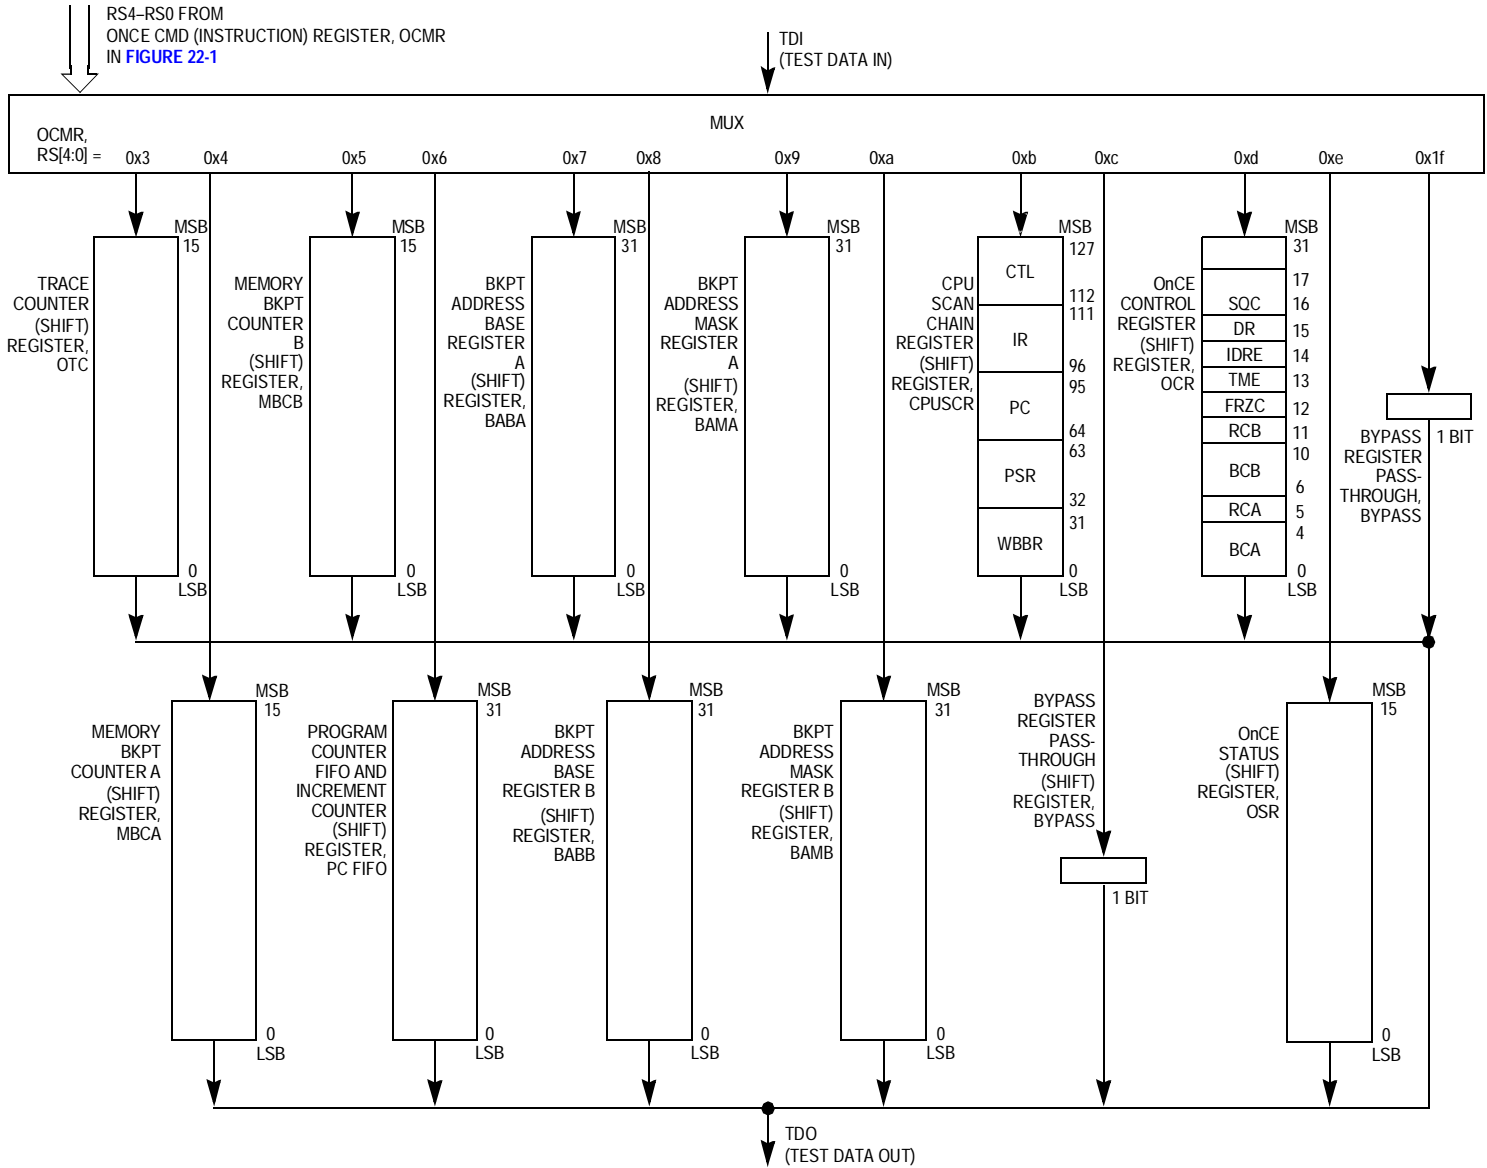 RS4–RS0 FROM
ONCE CMD (INSTRUCTION) REGISTER, OCMR
IN FIGURE 22-1
TDI
(TEST DATA IN)
MUX
OCMR,
RS[4:0] =
0x3
0x4
0x5
0x6
0x7
0x8
0x9
0xa
0xb
0xc
0xd
0xe
0x1f
TRACE
COUNTER
(SHIFT)
REGISTER,
OTC
MSB
15
0
LSB
MEMORY
BKPT
COUNTER
B
(SHIFT)
REGISTER,
MBCB
MSB
15
0
LSB
BKPT
ADDRESS
BASE
REGISTER
A
(SHIFT)
REGISTER,
BABA
MSB
31
0
LSB
BKPT
ADDRESS
MASK
REGISTER
A
(SHIFT)
REGISTER,
BAMA
MSB
31
0
LSB
CPU
SCAN
CHAIN
REGISTER
(SHIFT)
REGISTER,
CPUSCR
CTL
IR
PC
PSR
WBBR
MSB
127
112
111
96
95
64
63
32
31
0
LSB
OnCE
CONTROL
REGISTER
(SHIFT)
REGISTER,
OCR
SQC
DR
IDRE
TME
FRZC
RCB
BCB
RCA
BCA
MSB
31
17
16
15
14
13
12
11
10
6
5
4
0
LSB
1 BIT
BYPASS
REGISTER
PASS-
THROUGH,
BYPASS
MEMORY
BKPT
COUNTER A
(SHIFT)
REGISTER,
MBCA
MSB
15
0
LSB
PROGRAM
COUNTER
FIFO AND
INCREMENT
COUNTER
(SHIFT)
REGISTER,
PC FIFO
MSB
31
0
LSB
BKPT
ADDRESS
BASE
REGISTER B
(SHIFT)
REGISTER,
BABB
MSB
31
0
LSB
BKPT
ADDRESS
MASK
REGISTER B
(SHIFT)
REGISTER,
BAMB
MSB
31
0
LSB
BYPASS
REGISTER
PASS-
THROUGH
(SHIFT)
REGISTER,
BYPASS
1 BIT
OnCE
STATUS
(SHIFT)
REGISTER,
OSR
MSB
15
0
LSB
TDO
(TEST DATA OUT)